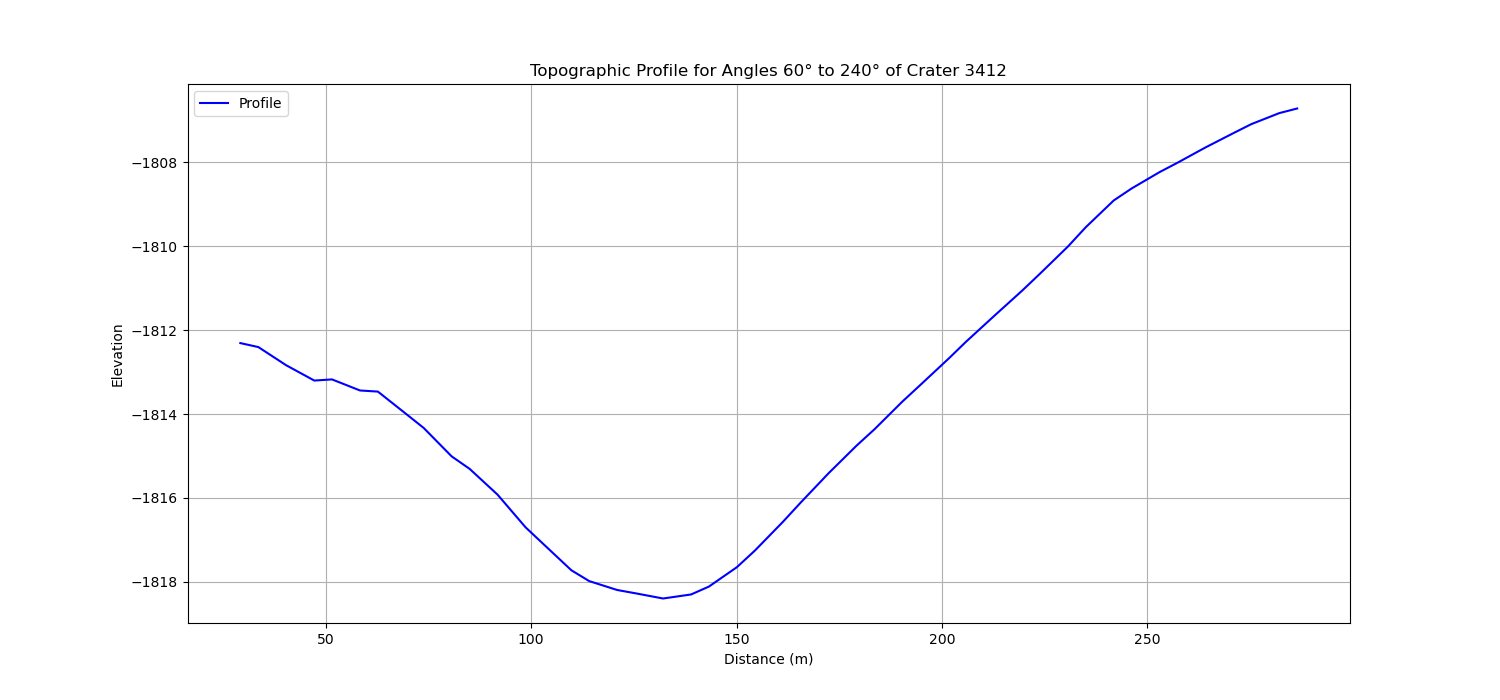 Topographic Profile for Angles 60° to 240° of Crater 3412
Profile
−1808
−1810
−1812
−1814
−1816
−1818
Elevation
50 100 150 200 250
Distance (m)